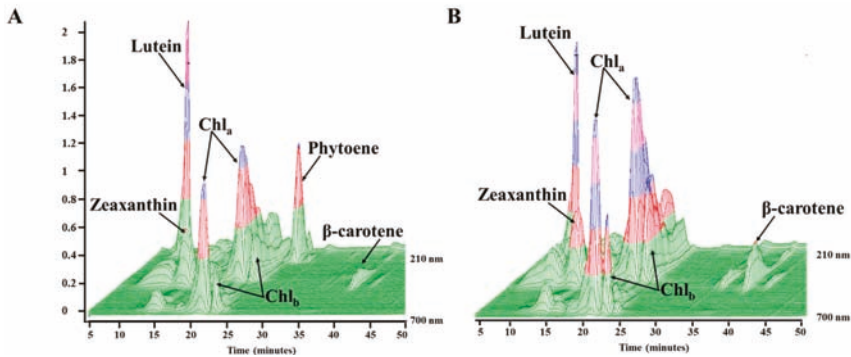 A
2
1.8
1.6
1.4
1.2
1
0.8
0.6
0.4
0.2
0
Lutein
Chla
Phytoene
Zeaxanthin
β-carotene
Chlb
210 nm
700 nm
5 10 15 20 25 30 35 40 45 50
Time (minutes)
B
Lutein
Chla
Zeaxanthin
β-carotene
Chlb
210 nm
700 nm
5 10 15 20 25 30 35 40 45 50
Time (minutes)